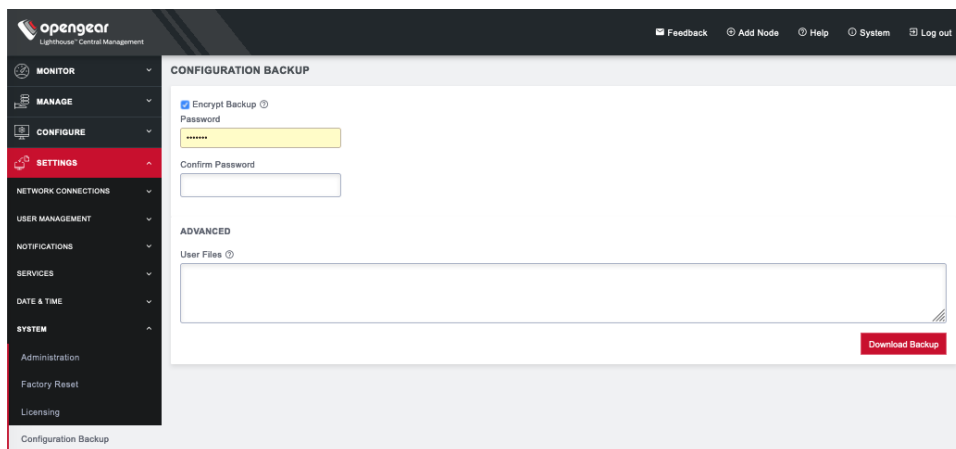 opengear
Lighthouse™ Central Management
Feedback
Add Node
Help
System
Log out
MONITOR
MANAGE
CONFIGURE
SETTINGS
NETWORK CONNECTIONS
USER MANAGEMENT
NOTIFICATIONS
SERVICES
DATE & TIME
SYSTEM
Administration
Factory Reset
Licensing
Configuration Backup
CONFIGURATION BACKUP
Encrypt Backup
Password
•••••••
Confirm Password
ADVANCED
User Files
Download Backup